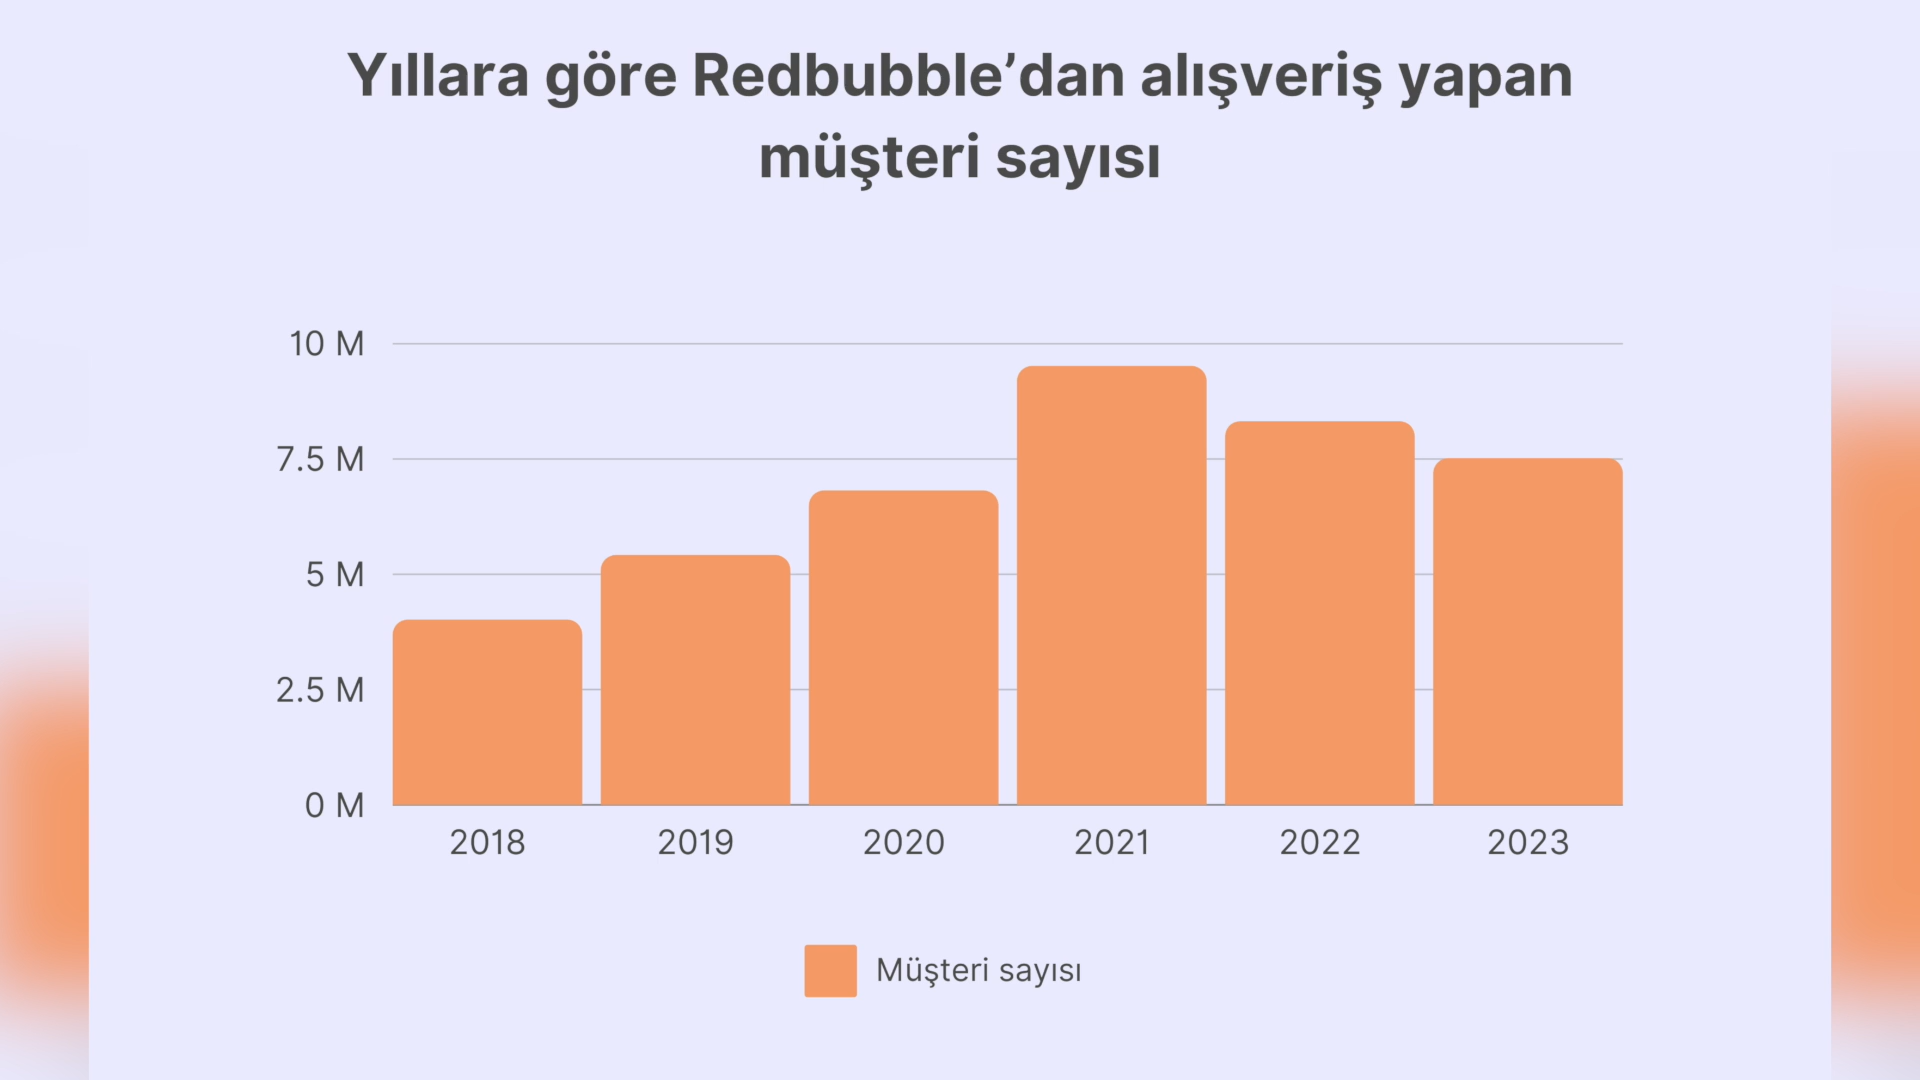 Yıllara göre Redbubble’dan alışveriş yapan
müşteri sayısı
10 M
7.5 M
5 M
2.5 M
0 M
2018 2019 2020 2021 2022 2023
Müşteri sayısı